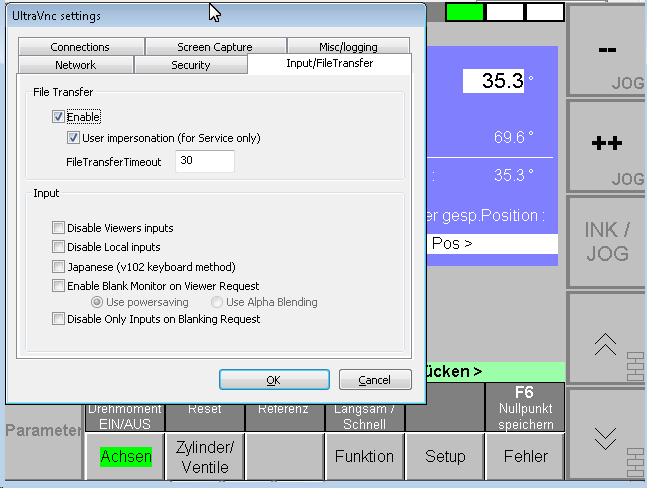 UltraVnc settings
Connections
Screen Capture
Misc/logging
Network
Security
Input/FileTransfer
File Transfer
Enable
User impersonation (for Service only)
FileTransferTimeout
30
Input
Disable Viewers inputs
Disable Local inputs
Japanese (v102 keyboard method)
Enable Blank Monitor on Viewer Request
Use powersaving
Use Alpha Blending
Disable Only Inputs on Blanking Request
OK
Cancel
35.3 °
69.6 °
: 35.3 °
er gesp.Position :
Pos >
ücken >
--
JOG
++
JOG
INK /
JOG
Parameter
Drehmoment
EIN/AUS
Reset
Referenz
Langsam /
Schnell
F6
Nullpunkt
speichern
Achsen
Zylinder/
Ventile
Funktion
Setup
Fehler